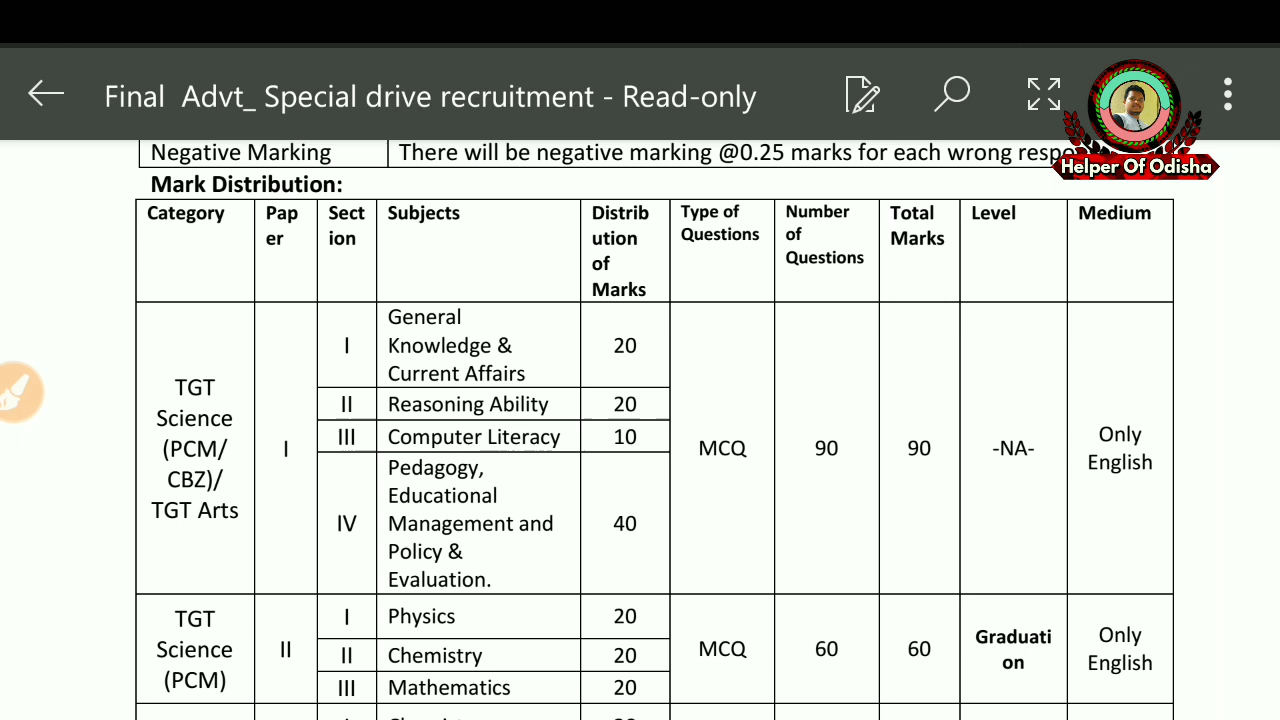 Final Advt_ Special drive recruitment - Read-only
Helper Of Odisha
Negative Marking There will be negative marking @0.25 marks for each wrong
Mark Distribution:
Category
Pap
er
Sect
ion
Subjects
Distrib
ution
of
Marks
Type of
Questions
Number
of
Questions
Total
Marks
Level
Medium
TGT
Science
(PCM/
CBZ)/
TGT Arts
I
I
General
Knowledge &
Current Affairs
20
II
Reasoning Ability
20
III
Computer Literacy
10
IV
Pedagogy,
Educational
Management and
Policy &
Evaluation.
40
MCQ
90
90
-NA-
Only
English
TGT
Science
(PCM)
II
I
Physics
20
II
Chemistry
20
III
Mathematics
20
MCQ
60
60
Graduati
on
Only
English